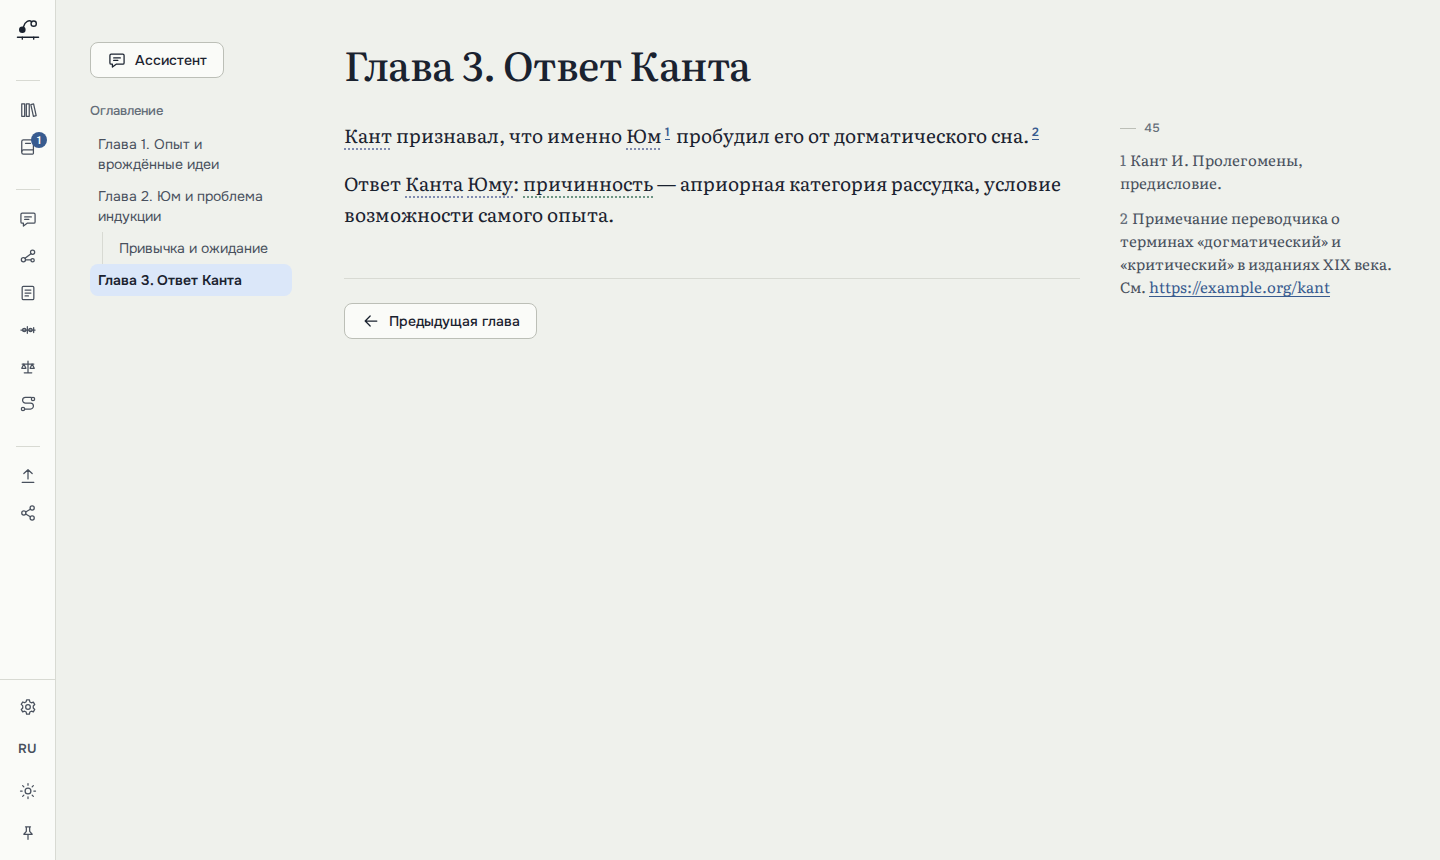 1
RU
Ассистент
Оглавление
Глава 1. Опыт и
врождённые идеи
Глава 2. Юм и проблема
индукции
Привычка и ожидание
Глава 3. Ответ Канта
Глава 3. Ответ Канта
Кант признавал, что именно Юм 1 пробудил его от догматического сна. 2
Ответ Канта Юму: причинность — априорная категория рассудка, условие
возможности самого опыта.
Предыдущая глава
45
1 Кант И. Пролегомены,
предисловие.
2 Примечание переводчика о
терминах «догматический» и
«критический» в изданиях XIX века.
См. https://example.org/kant